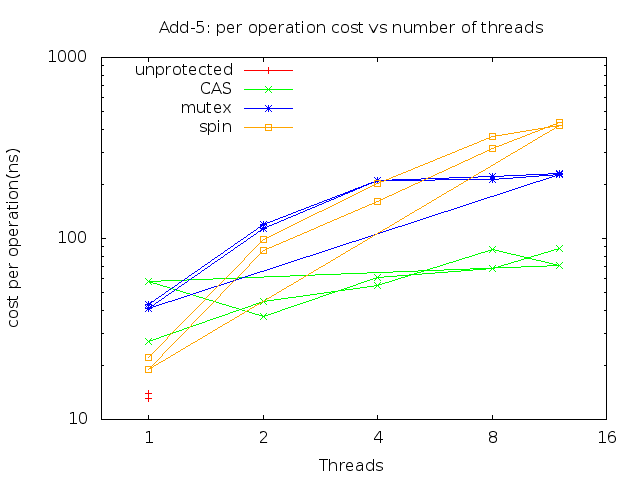 Add-5: per operation cost vs number of threads
1000
unprotected
CAS
mutex
spin
100
cost per operation(ns)
10
1 2 4 8 16
Threads